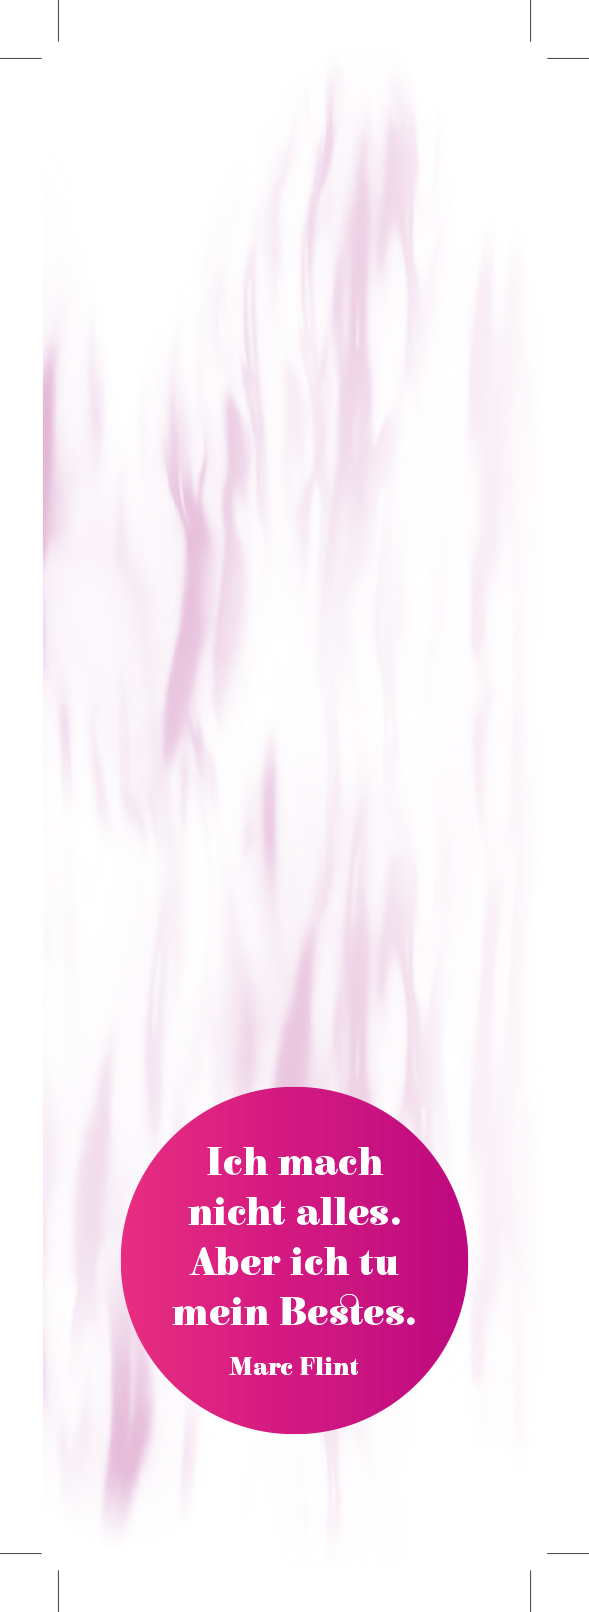 Ich mach
nicht alles.
Aber ich tu
mein Bestes.
Marc Flint